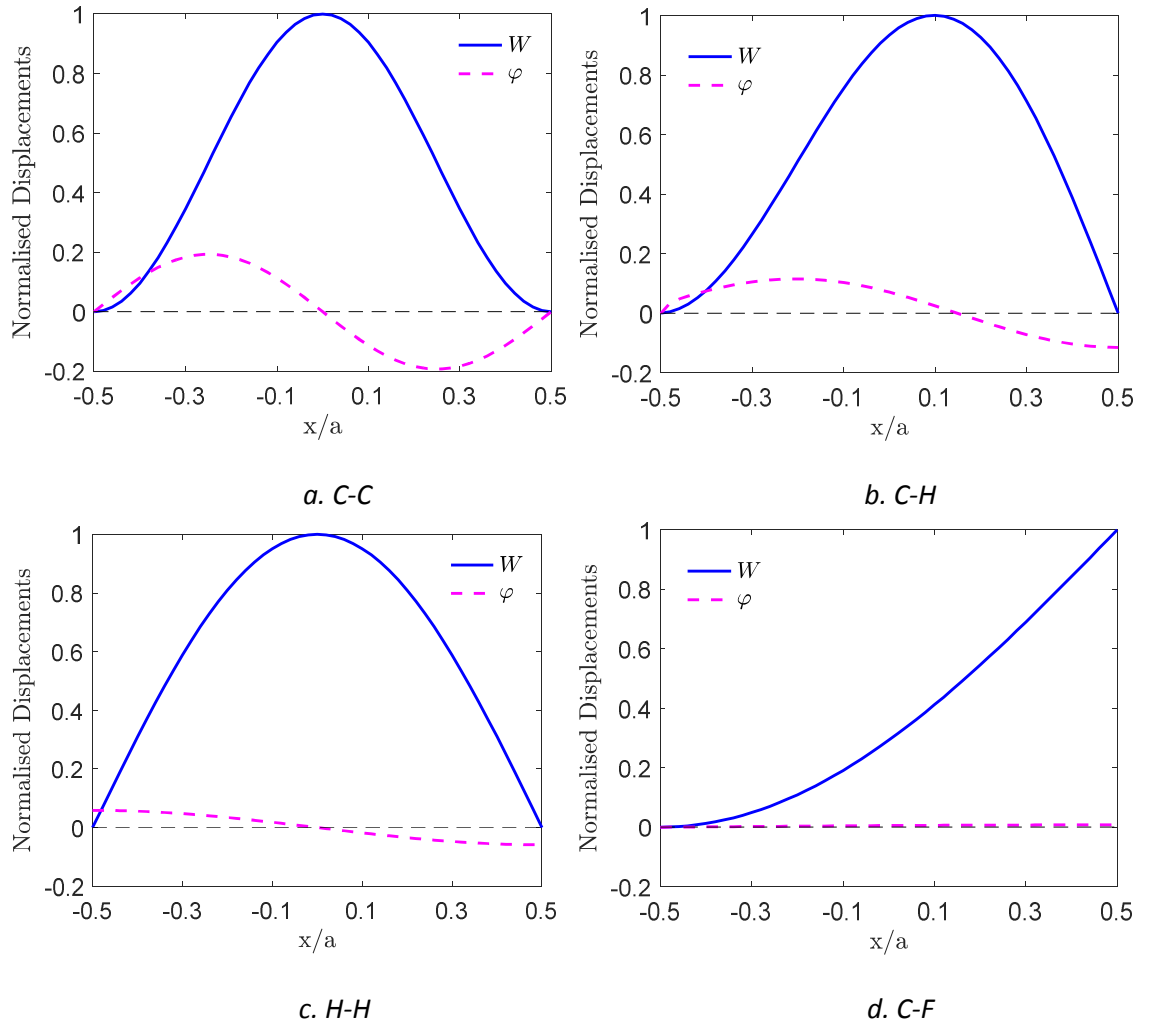 Normalised Displacements
1
0.8
0.6
0.4
0.2
0
-0.2
-0.5 -0.3 -0.1 0.1 0.3 0.5
x/a
W
φ
a. C-C
Normalised Displacements
1
0.8
0.6
0.4
0.2
0
-0.2
-0.5 -0.3 -0.1 0.1 0.3 0.5
x/a
W
φ
b. C-H
Normalised Displacements
1
0.8
0.6
0.4
0.2
0
-0.2
-0.5 -0.3 -0.1 0.1 0.3 0.5
x/a
W
φ
c. H-H
Normalised Displacements
1
0.8
0.6
0.4
0.2
0
-0.2
-0.5 -0.3 -0.1 0.1 0.3 0.5
x/a
W
φ
d. C-F